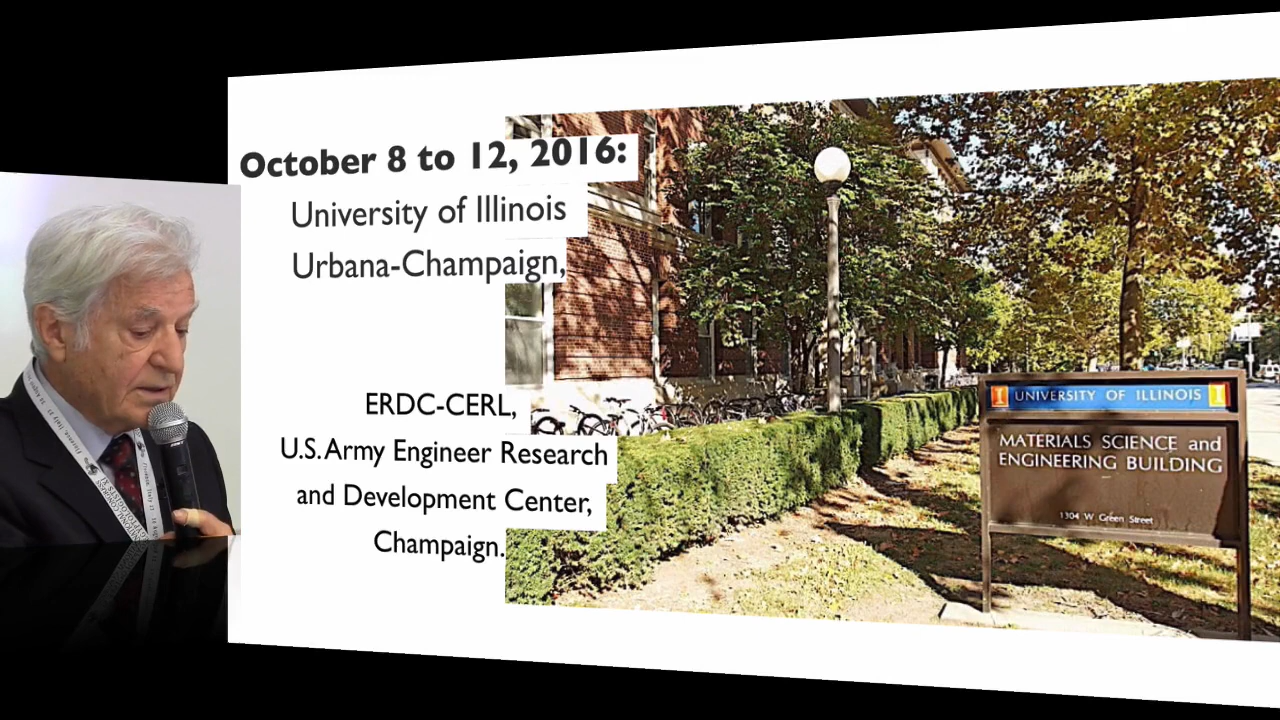 October 8 to 12, 2016:
University of Illinois
Urbana-Champaign,
ERDC-CERL,
U.S. Army Engineer Research
and Development Center,
Champaign.
UNIVERSITY OF ILLINOIS
MATERIALS SCIENCE and
ENGINEERING BUILDING
1304 W Green Street